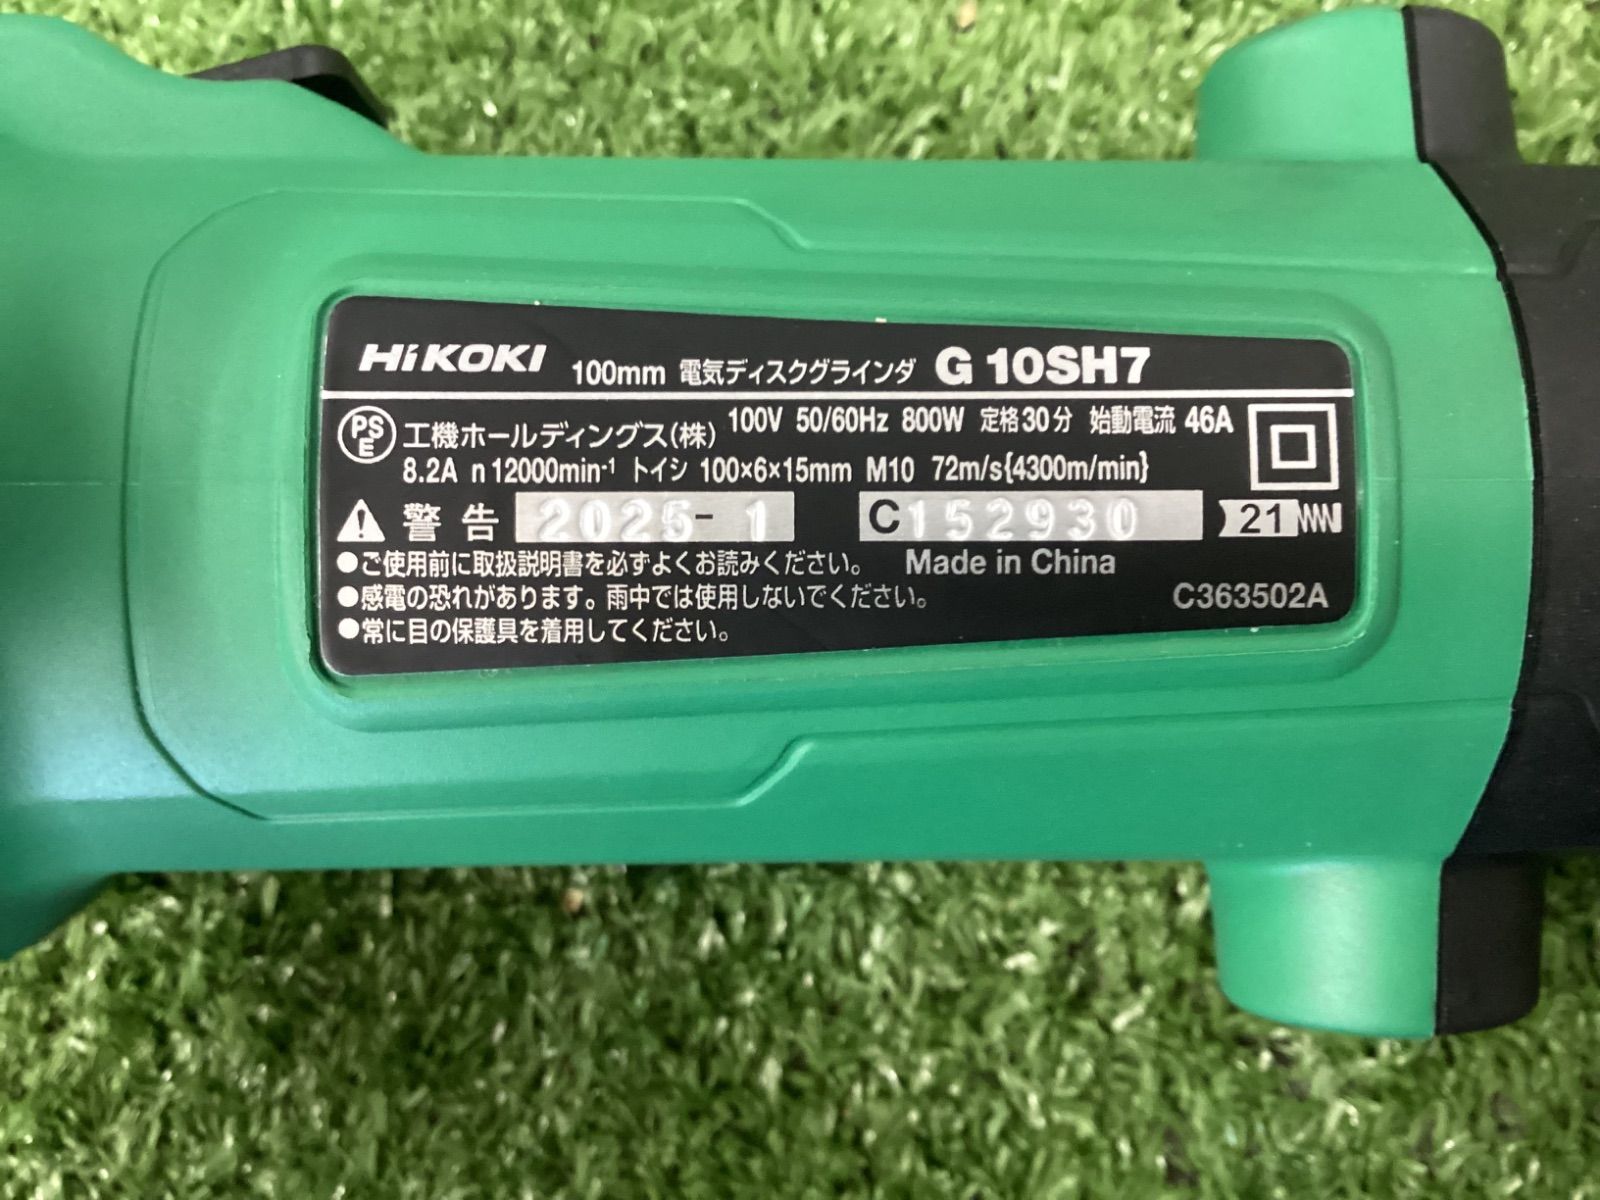 HiKOKI 100mm 電気ディスクグラインダ G 10SH7
PSE 工機ホールディングス(株) 100V 50/60Hz 800W 定格30分 始動電流 46A
8.2A n 12000min⁻¹ トイシ 100×6×15mm M10 72m/s{4300m/min}
警告 2025-1 C152930 21
●ご使用前に取扱説明書を必ずよくお読みください。 Made in China
●感電の恐れがあります。雨中では使用しないでください。 C363502A
●常に目の保護具を着用してください。